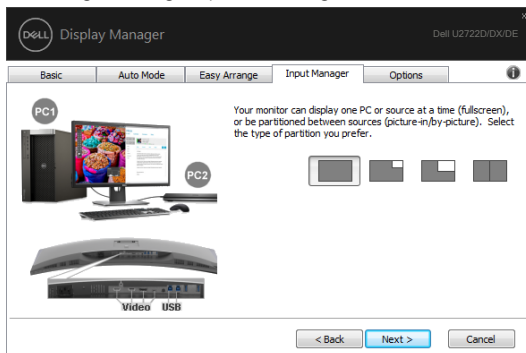 DELL Display Manager
Dell U2722D/DX/DE
x
Basic
Auto Mode
Easy Arrange
Input Manager
Options
i
PC1
PC2
Video
USB
Your monitor can display one PC or source at a time (fullscreen),
or be partitioned between sources (picture-in/by-picture). Select
the type of partition you prefer.
< Back
Next >
Cancel